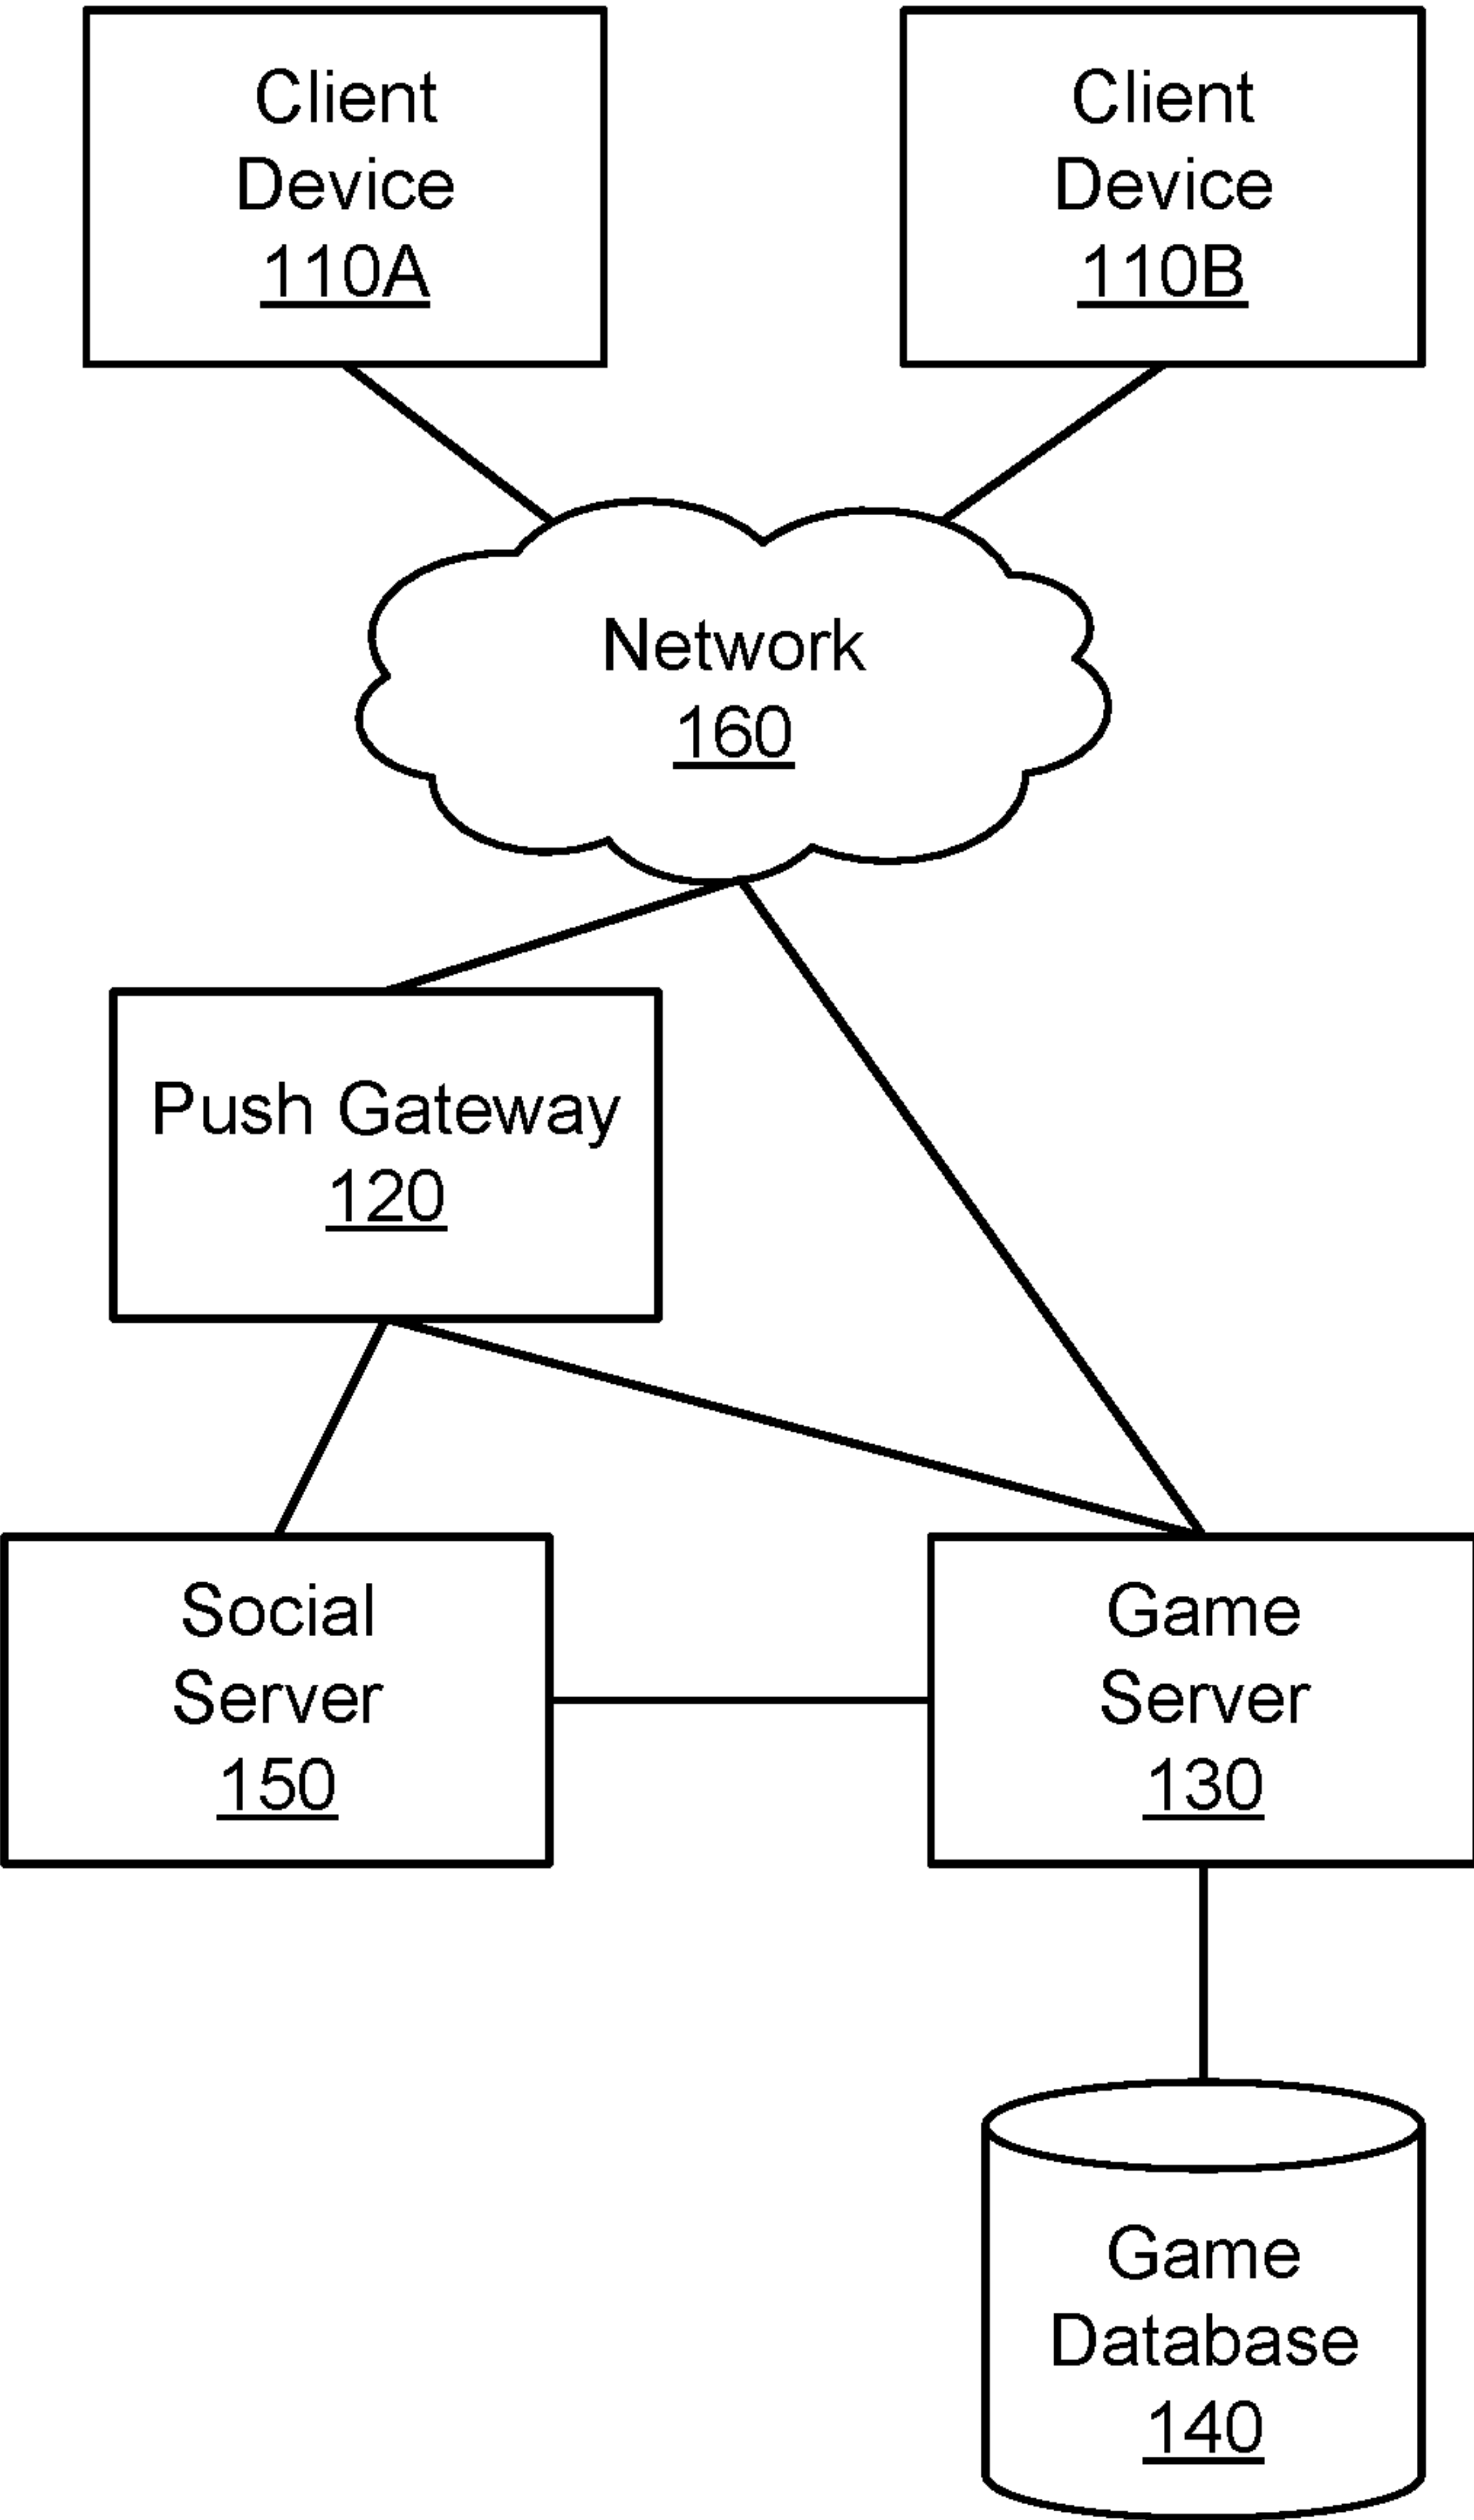 Client
Device
110A
Client
Device
110B
Network
160
Push Gateway
120
Social
Server
150
Game
Server
130
Game
Database
140